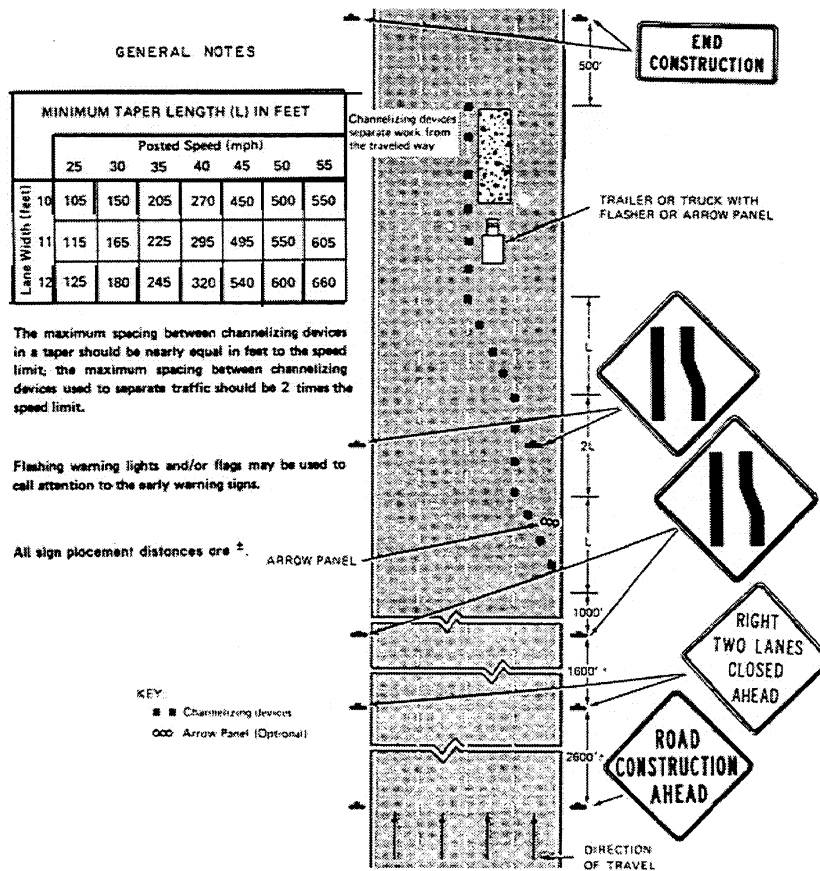 GENERAL NOTES
END
CONSTRUCTION
500'
MINIMUM TAPER LENGTH (L) IN FEET
Posted Speed (mph)
25 30 35 40 45 50 55
Lane Width (feet)
10 105 150 205 270 450 500 550
11 115 165 225 295 495 550 605
12 125 180 245 320 540 600 660
Channelizing devices
separate work from
the traveled way
TRAILER OR TRUCK WITH
FLASHER OR ARROW PANEL
The maximum spacing between channelizing devices
in a taper should be nearly equal in feet to the speed
limit; the maximum spacing between channelizing
devices used to separate traffic should be 2 times the
speed limit.
L
2L
Flashing warning lights and/or flags may be used to
call attention to the early warning signs.
All sign placement distances are ±.
ARROW PANEL
L
1000'
RIGHT
TWO LANES
CLOSED
AHEAD
1600' ±
KEY:
Channelizing devices
Arrow Panel (Optional)
2600' ±
ROAD
CONSTRUCTION
AHEAD
DIRECTION
OF TRAVEL